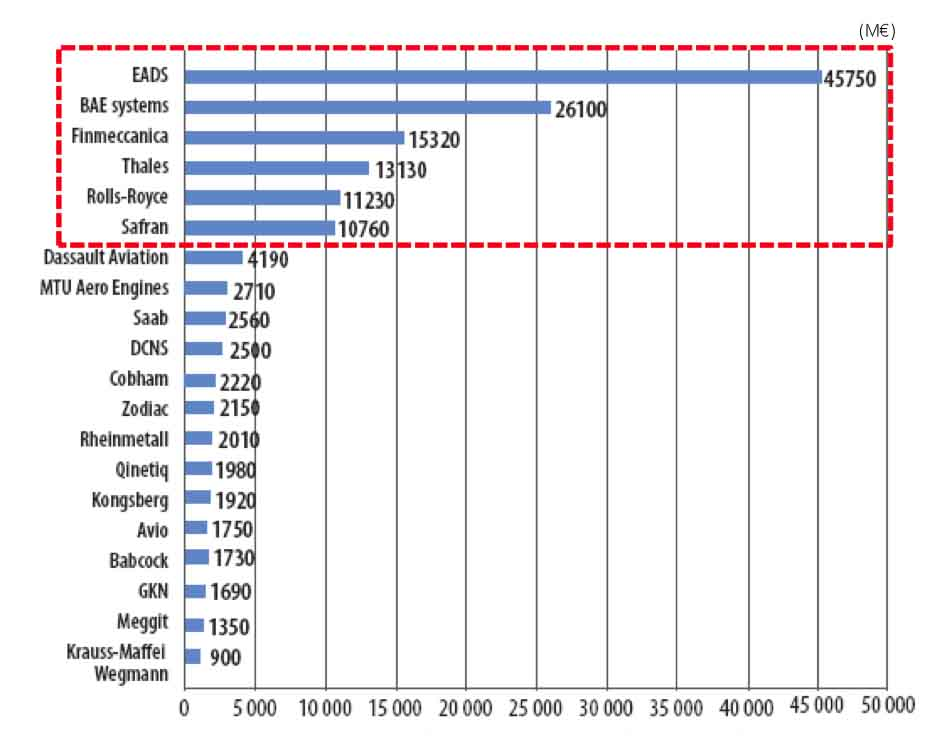 (M€)
EADS 45750
BAE systems 26100
Finmeccanica 15320
Thales 13130
Rolls-Royce 11230
Safran 10760
Dassault Aviation 4190
MTU Aero Engines 2710
Saab 2560
DCNS 2500
Cobham 2220
Zodiac 2150
Rheinmetall 2010
Qinetiq 1980
Kongsberg 1920
Avio 1750
Babcock 1730
GKN 1690
Meggit 1350
Krauss-Maffei 900
Wegmann
0 5 000 10 000 15 000 20 000 25 000 30 000 35 000 40 000 45 000 50 000